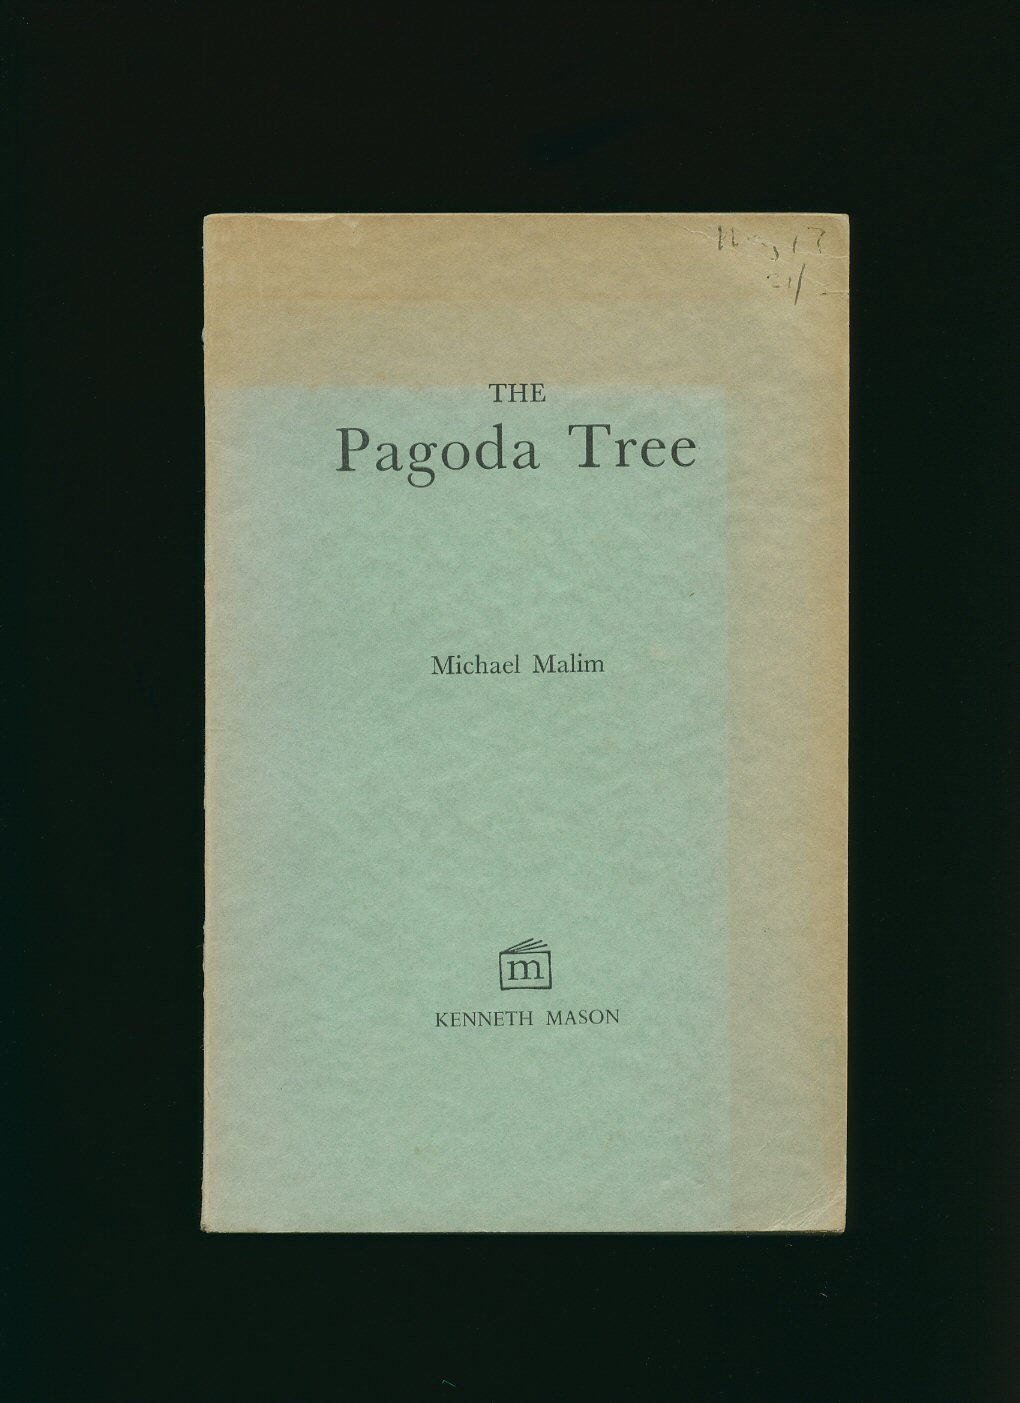 21/-
THE
Pagoda Tree
Michael Malim
m
KENNETH MASON